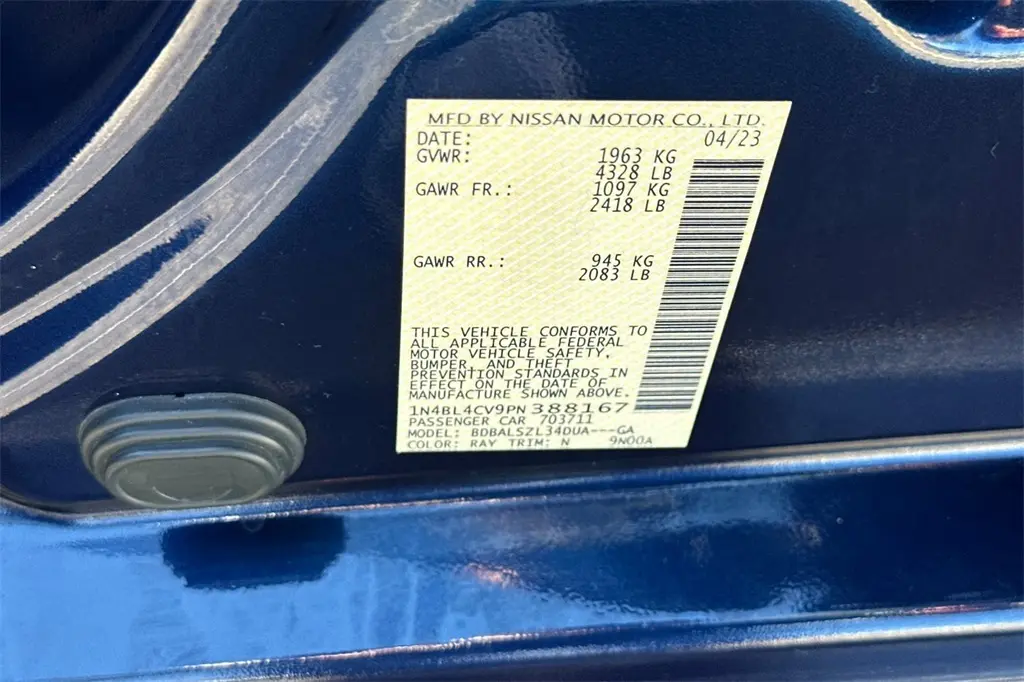 MFD BY NISSAN MOTOR CO., LTD.
DATE: 04/23
GVWR: 1963 KG
4328 LB
GAWR FR.: 1097 KG
2418 LB
GAWR RR.: 945 KG
2083 LB
THIS VEHICLE CONFORMS TO
ALL APPLICABLE FEDERAL
MOTOR VEHICLE SAFETY,
BUMPER, AND THEFT
PREVENTION STANDARDS IN
EFFECT ON THE DATE OF
MANUFACTURE SHOWN ABOVE.
1N4BL4CV9PN388167
PASSENGER CAR 703711
MODEL: BDBALSZL34DUA---GA
COLOR: RAY TRIM: N 9N00A